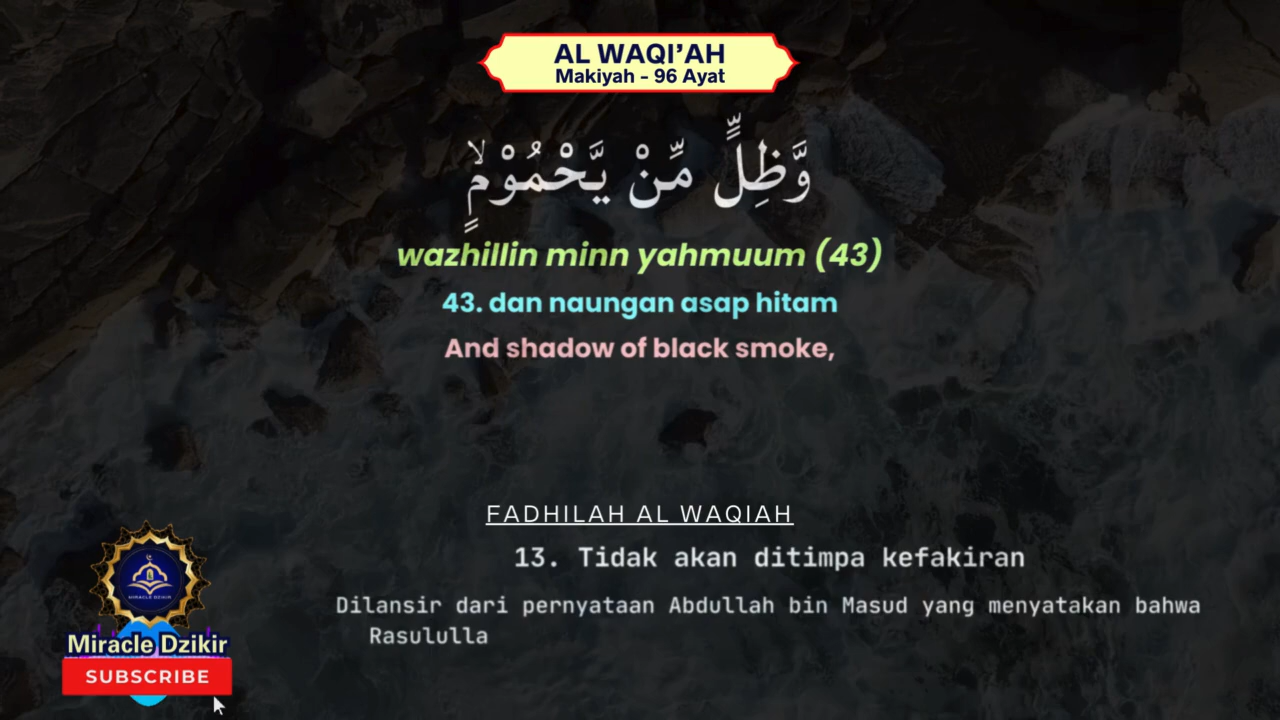 AL WAQI’AH
Makiyah - 96 Ayat
وَّظِلٍّ مِّنْ يَّحْمُوْمٍۙ
wazhillin minn yahmuum (43)
43. dan naungan asap hitam
And shadow of black smoke,
FADHILAH AL WAQIAH
13. Tidak akan ditimpa kefakiran
Dilansir dari pernyataan Abdullah bin Masud yang menyatakan bahwa
Rasululla
MIRACLE DZIKIR
Miracle Dzikir
SUBSCRIBE